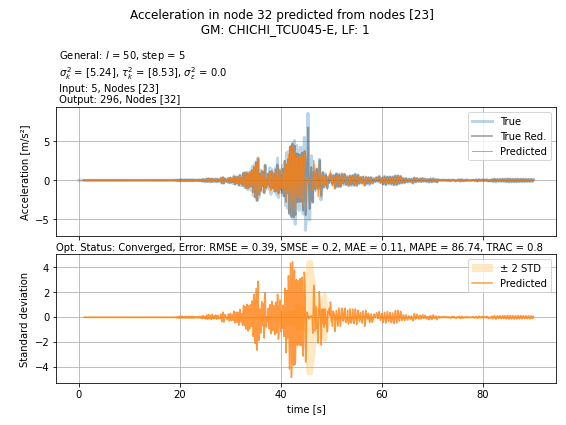 Acceleration in node 32 predicted from nodes [23]
GM: CHICHI_TCU045-E, LF: 1
General: l = 50, step = 5
σ²ₖ = [5.24], τ²ₖ = [8.53], σ²ₑ = 0.0
Input: 5, Nodes [23]
Output: 296, Nodes [32]
Acceleration [m/s²]
5
0
−5
True
True Red.
Predicted
Opt. Status: Converged, Error: RMSE = 0.39, SMSE = 0.2, MAE = 0.11, MAPE = 86.74, TRAC = 0.8
Standard deviation
4
2
0
−2
−4
± 2 STD
Predicted
0 20 40 60 80
time [s]